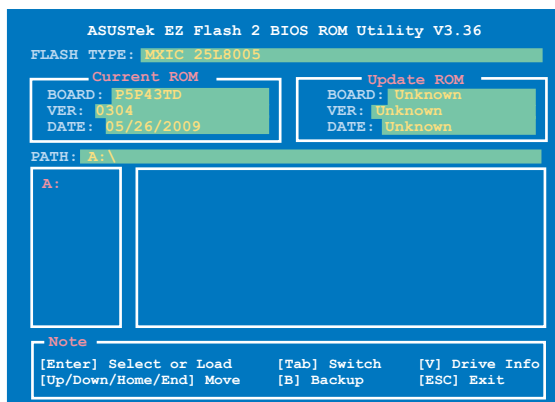 ASUSTek EZ Flash 2 BIOS ROM Utility V3.36
FLASH TYPE: MXIC 25L8005
Current ROM
BOARD: P5P43TD
VER: 0304
DATE: 05/26/2009
Update ROM
BOARD: Unknown
VER: Unknown
DATE: Unknown
PATH: A:\
A:
Note
[Enter] Select or Load [Tab] Switch [V] Drive Info
[Up/Down/Home/End] Move [B] Backup [ESC] Exit